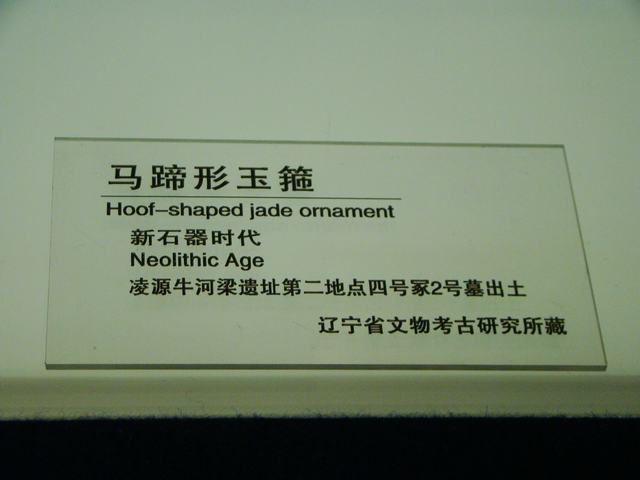 马蹄形玉箍
Hoof-shaped jade ornament
新石器时代
Neolithic Age
凌源牛河梁遗址第二地点四号冢2号墓出土
辽宁省文物考古研究所藏